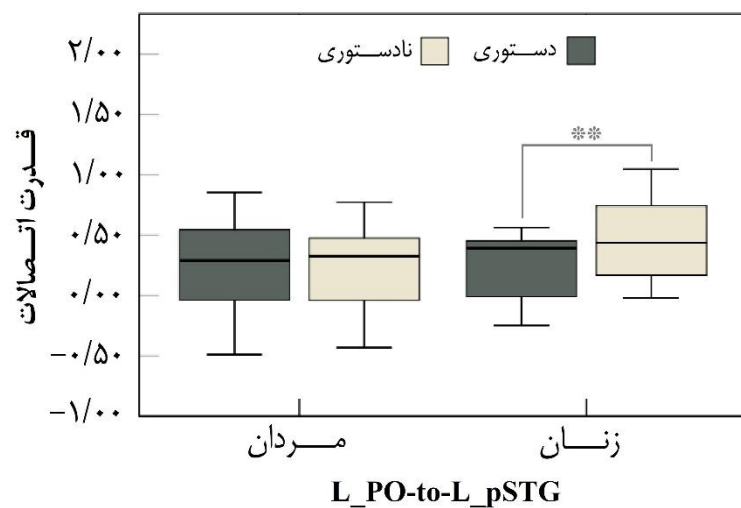 ۲/۰۰
۱/۵۰
۱/۰۰
۰/۵۰
۰/۰۰
-۰/۵۰
-۱/۰۰
قدرت اتصالات
دستوری
نادستوری
**
مردان
زنان
L_PO-to-L_pSTG